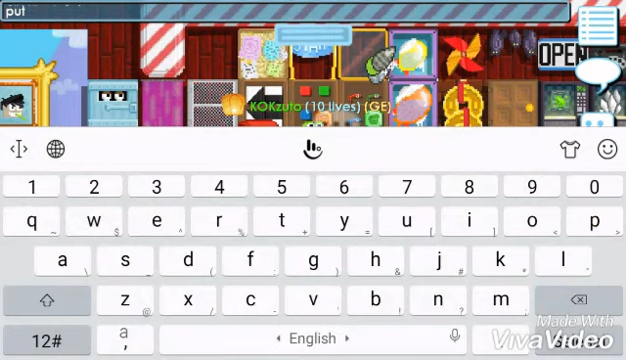 put
START
OPEN
KOKzuto (10 lives) (GE)
1 2 3 4 5 6 7 8 9 0
q w e r t y u i o p
~ $ ^ % + = [ ] < >
a s d f g h j k l
\ _ ( : ) & # * -
z x c v b n m
@ / - ' ! ? ,
12# a , English
Made With
VivaVideo